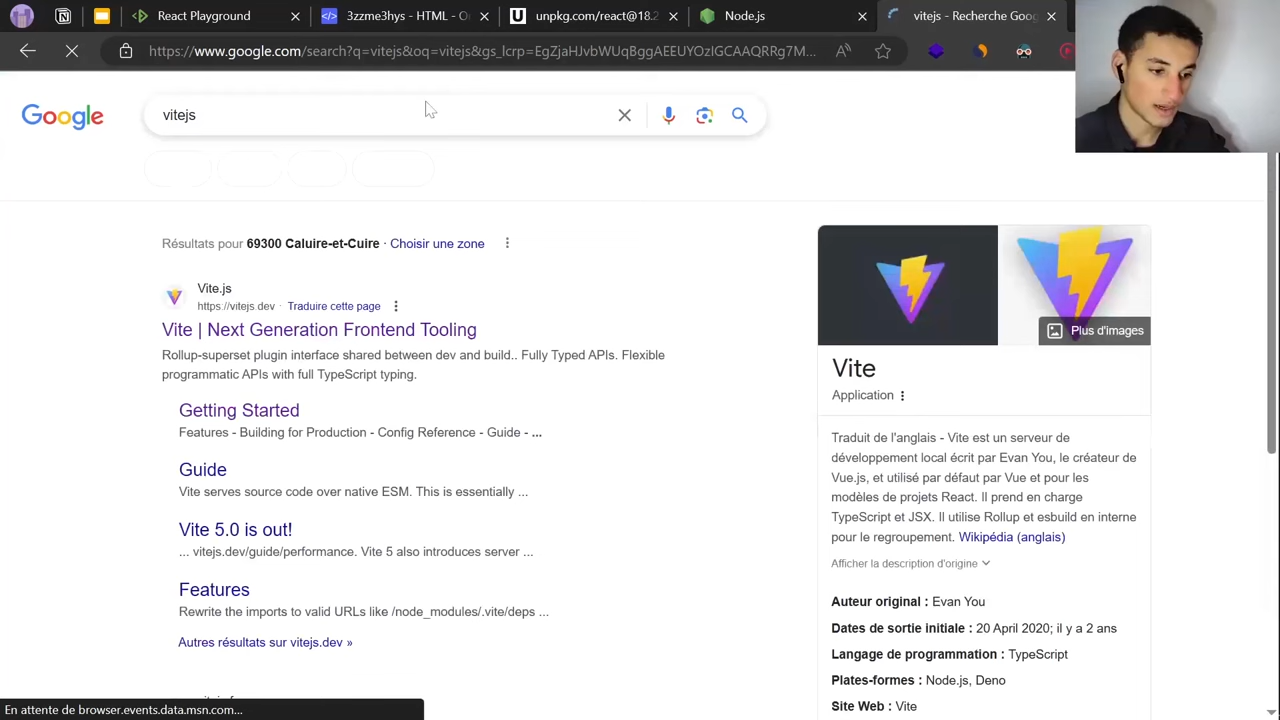 React Playground
3zzme3hys - HTML - O
unpkg.com/react@18.2
Node.js
vitejs - Recherche Goo
https://www.google.com/search?q=vitejs&oq=vitejs&gs_lcrp=EgZjaHJvbWUqBggAEEUYOzIGCAAQRRg7M...
Google
vitejs
Résultats pour 69300 Caluire-et-Cuire · Choisir une zone
Vite.js
https://vitejs.dev · Traduire cette page
Vite | Next Generation Frontend Tooling
Rollup-superset plugin interface shared between dev and build.. Fully Typed APIs. Flexible
programmatic APIs with full TypeScript typing.
Getting Started
Features - Building for Production - Config Reference - Guide - ...
Guide
Vite serves source code over native ESM. This is essentially ...
Vite 5.0 is out!
... vitejs.dev/guide/performance. Vite 5 also introduces server ...
Features
Rewrite the imports to valid URLs like /node_modules/.vite/deps ...
Autres résultats sur vitejs.dev »
Plus d'images
Vite
Application
Traduit de l'anglais - Vite est un serveur de
développement local écrit par Evan You, le créateur de
Vue.js, et utilisé par défaut par Vue et pour les
modèles de projets React. Il prend en charge
TypeScript et JSX. Il utilise Rollup et esbuild en interne
pour le regroupement. Wikipédia (anglais)
Afficher la description d'origine
Auteur original : Evan You
Dates de sortie initiale : 20 April 2020; il y a 2 ans
Langage de programmation : TypeScript
Plates-formes : Node.js, Deno
Site Web : Vite
En attente de browser.events.data.msn.com...